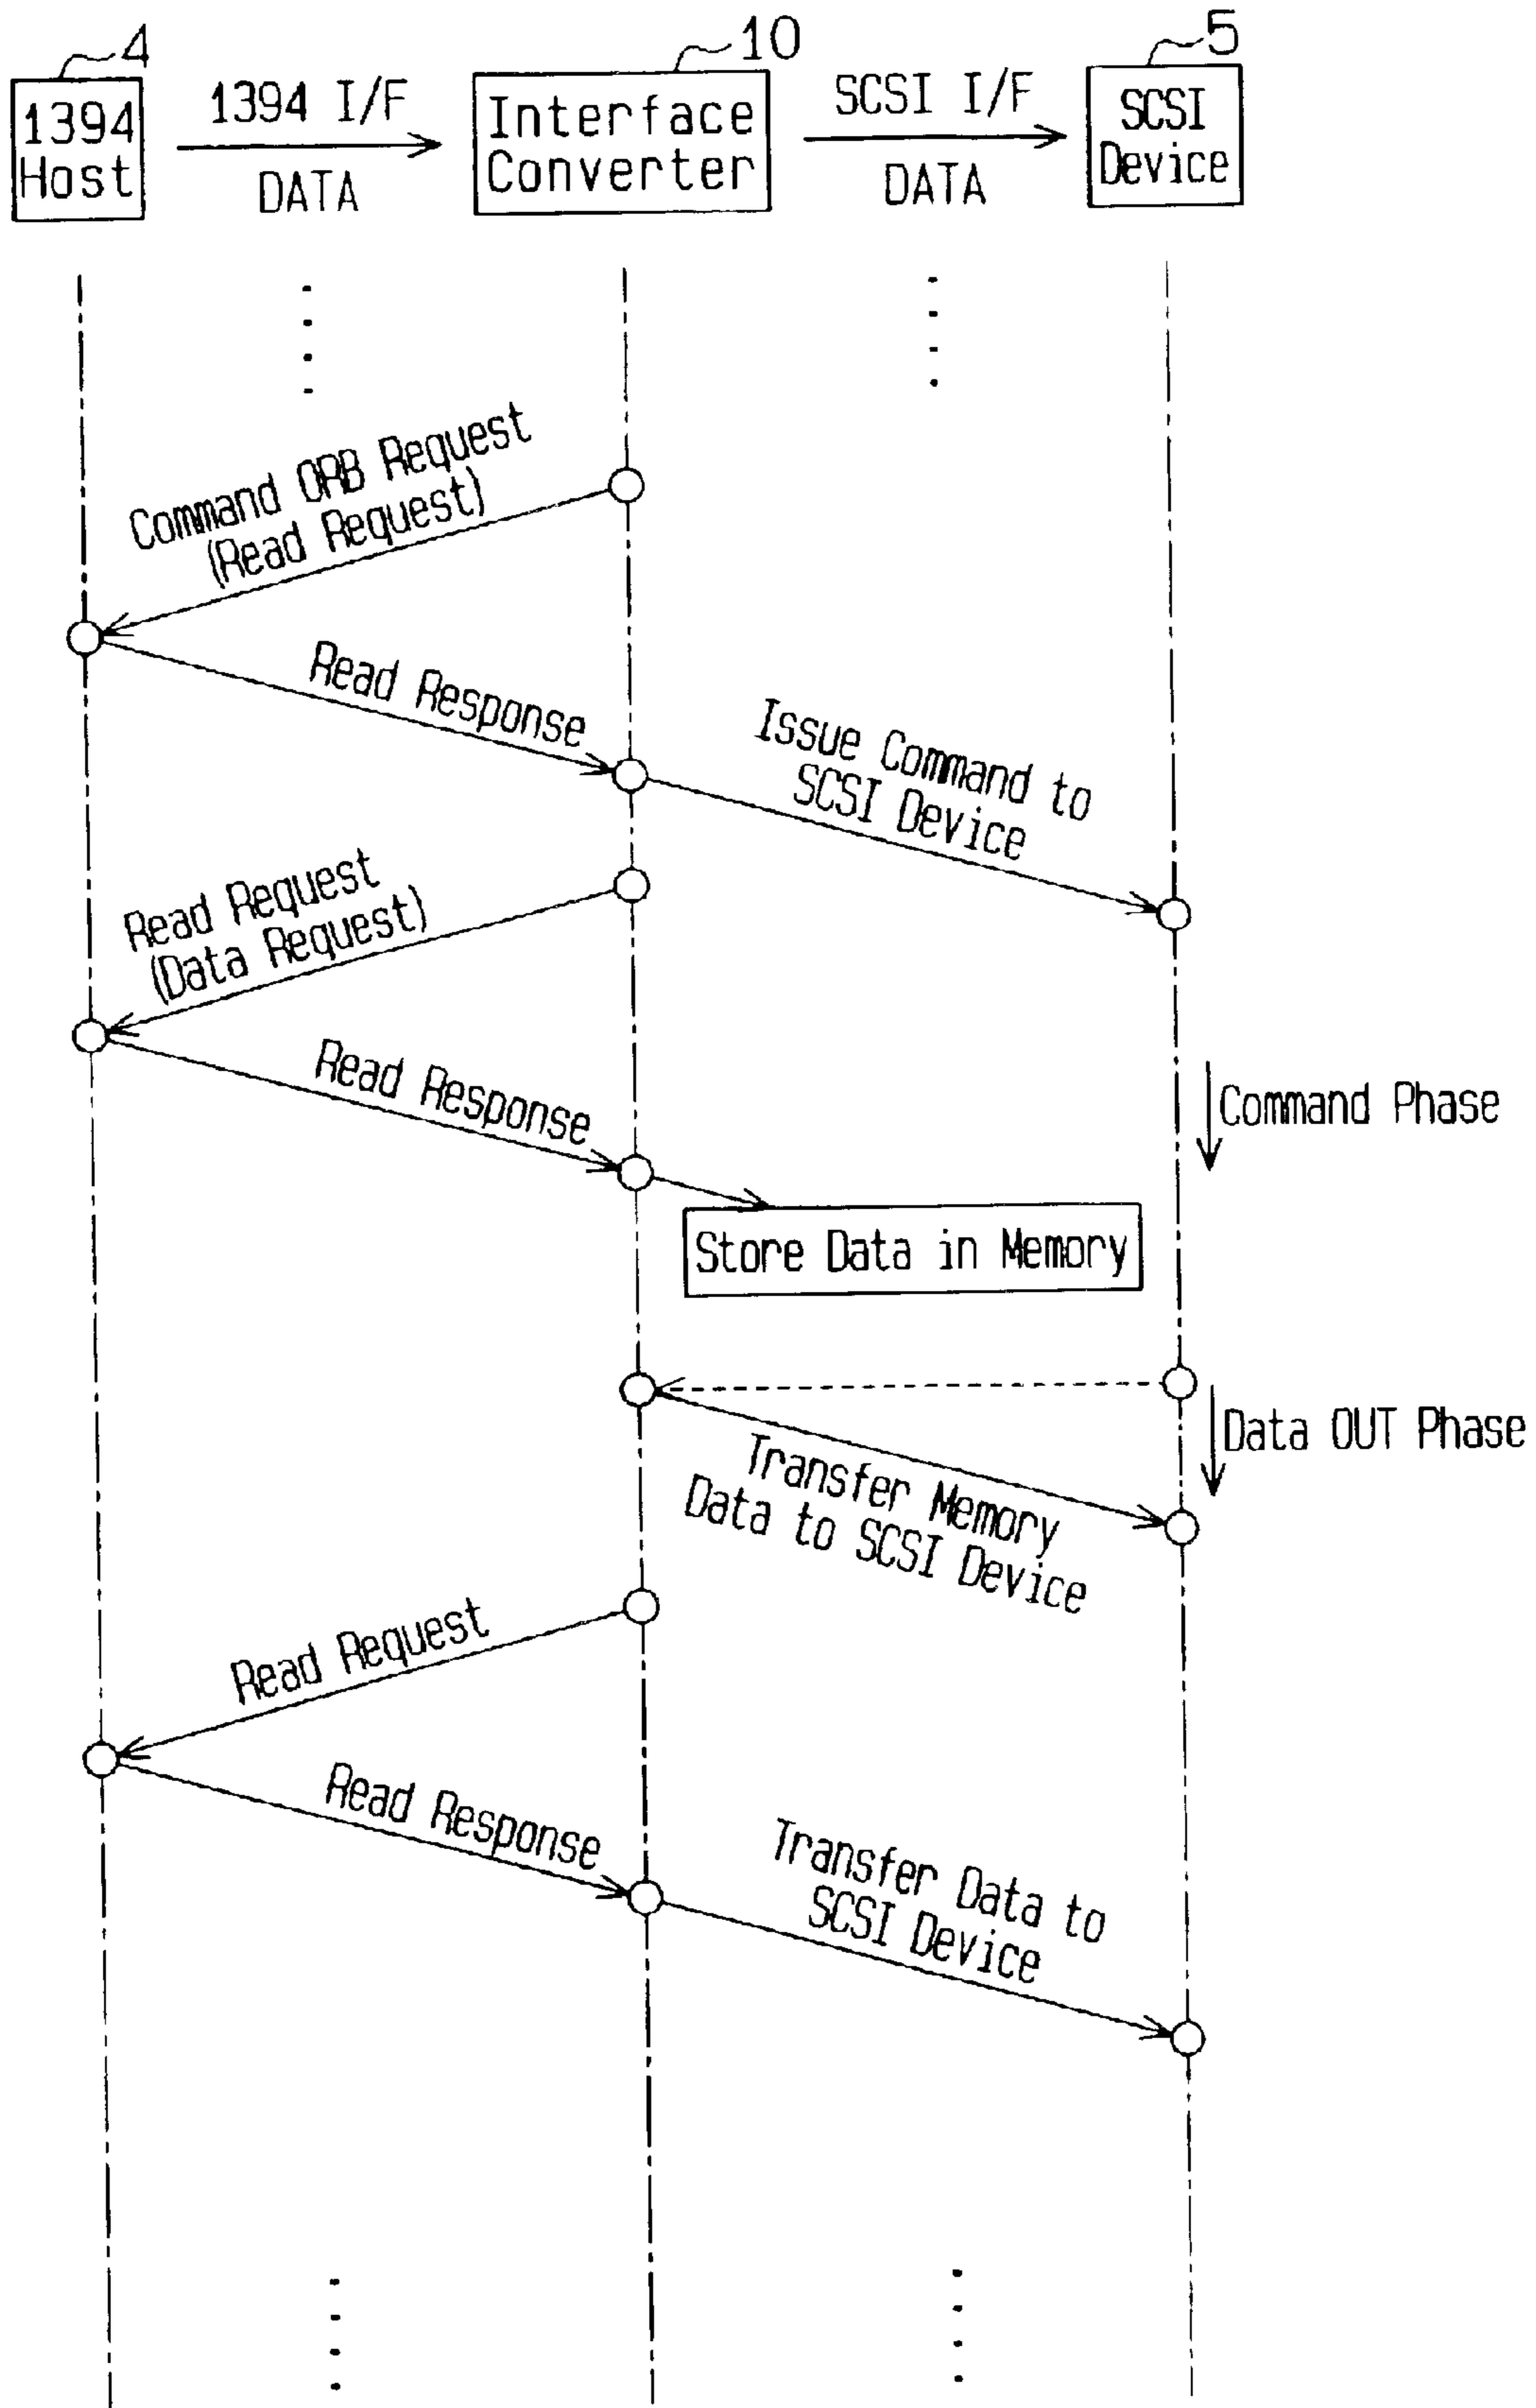 4
10
5
1394
Host
1394 I/F
DATA
Interface
Converter
SCSI I/F
DATA
SCSI
Device
Command ORB Request
(Read Request)
Read Response
Issue Command to
SCSI Device
Read Request
(Data Request)
Read Response
Command Phase
Store Data in Memory
Data OUT Phase
Transfer Memory
Data to SCSI Device
Read Request
Read Response
Transfer Data to
SCSI Device